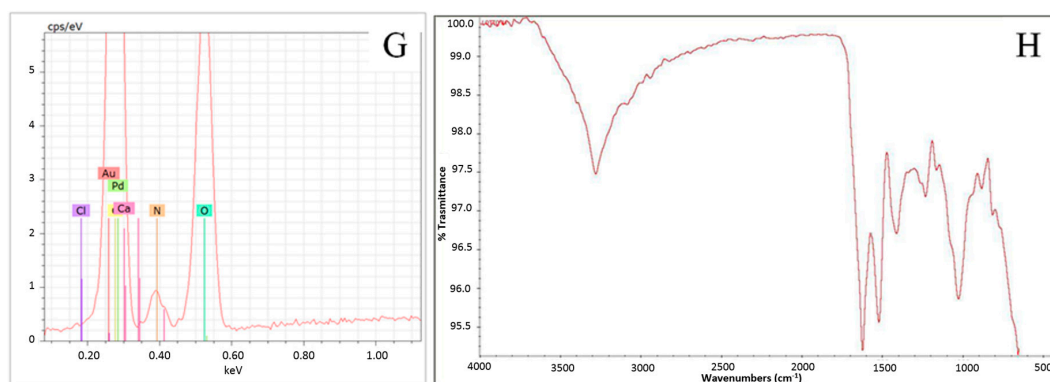 cps/eV
G
5
4
3
2
1
0
Au
Pd
Cl
Ca
N
O
0.20 0.40 0.60 0.80 1.00
keV
H
100.0
99.0
98.5
98.0
97.5
97.0
96.5
96.0
95.5
% Trasmittance
4000 3500 3000 2500 2000 1500 1000 500
Wavenumbers (cm⁻¹)